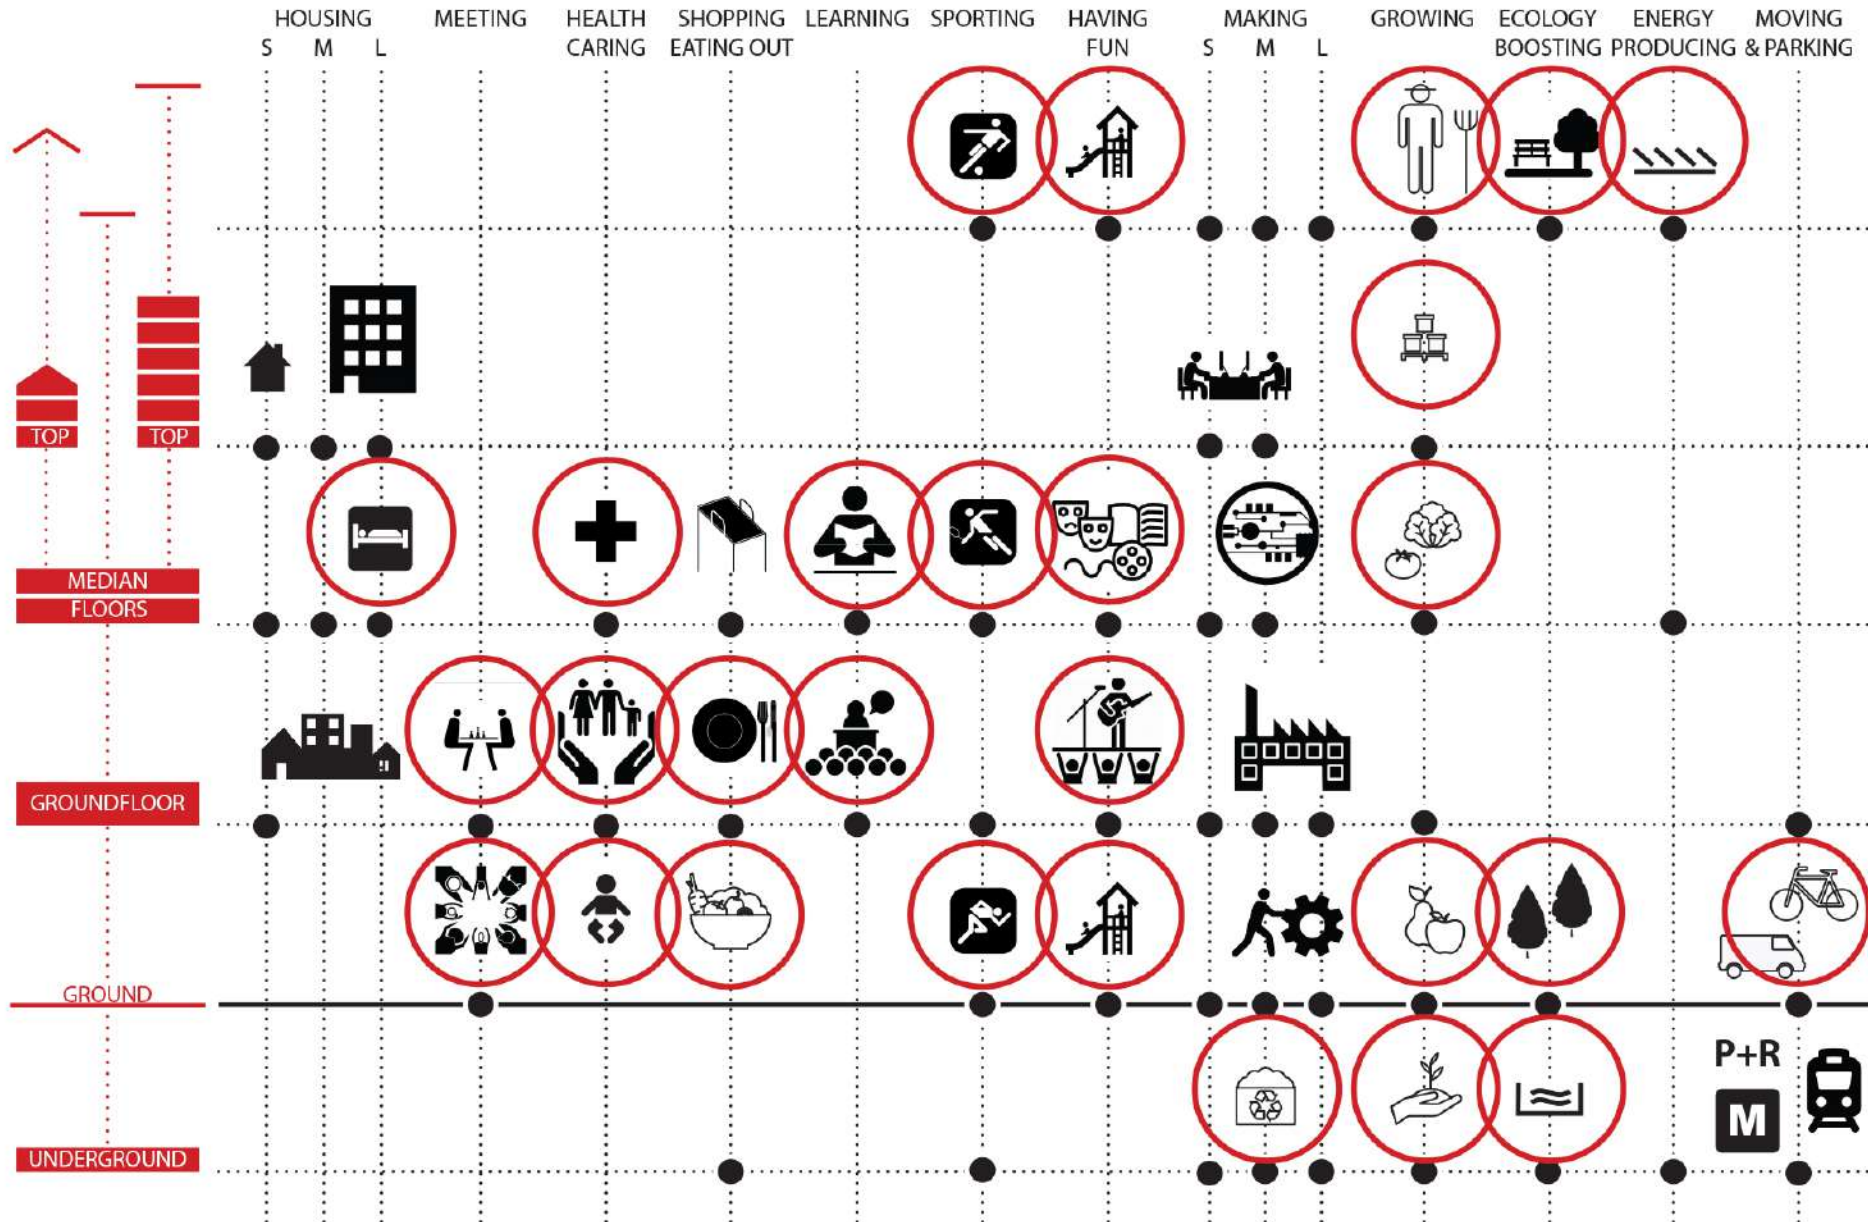 HOUSING MEETING HEALTH SHOPPING LEARNING SPORTING HAVING MAKING GROWING ECOLOGY ENERGY MOVING
S M L CARING EATING OUT FUN S M L BOOSTING PRODUCING & PARKING
TOP TOP
MEDIAN
FLOORS
GROUNDFLOOR
GROUND
P+R
M
UNDERGROUND